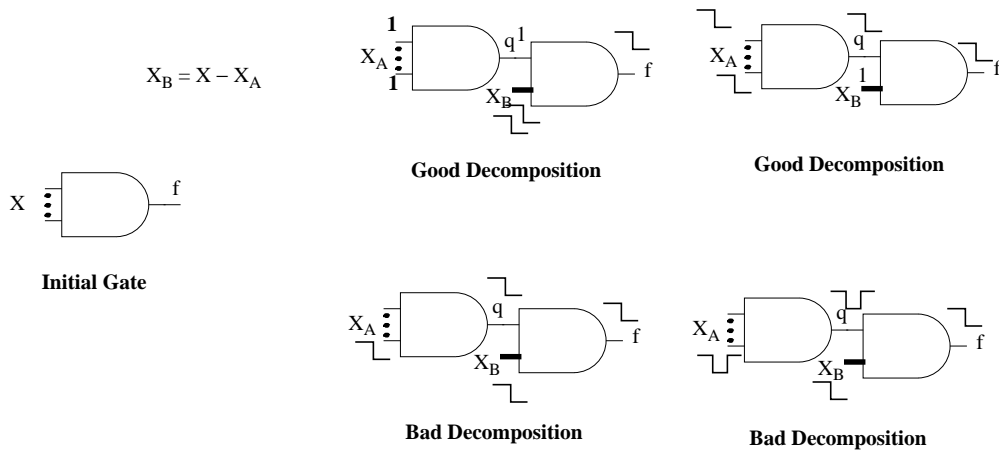 X_B = X – X_A
X
f
Initial Gate
1
X_A
1
q
1
X_B
f
Good Decomposition
X_A
q
1
X_B
f
Good Decomposition
X_A
q
X_B
f
Bad Decomposition
X_A
q
X_B
f
Bad Decomposition